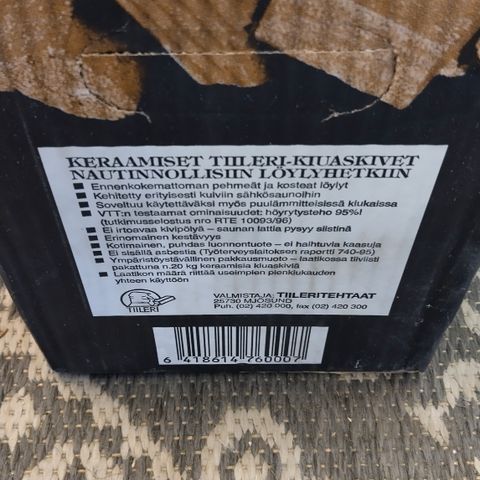 KERAAMISET TIILERI-KIUASKIVET
NAUTINNOLLISIIN LÖYLYHETKIIN
Ennenkokemattoman pehmeät ja kosteat löylyt
Kehitetty erityisesti kuiviin sähkösaunoihin
Soveltuu käytettäväksi myös puulämmitteisissä kiukaissa
VTT:n testaamat ominaisuudet: höyrytysteho 95%!
(tutkimusselostus nro RTE 10093/96)
Ei irtoavaa kivipölyä – saunan lattia pysyy siistinä
Erinomainen kestävyys
Kotimainen, puhdas luonnontuote – ei haihtuvia kaasuja
Ei sisällä asbestia (Työterveyslaitoksen raportti 740-95)
Ympäristöystävällinen pakkausmuoto – laatikossa tiiviisti
pakattuna n.20 kg keraamisia kiuaskiviä
Laatikon määrä riittää useimpien pienkiukauden
yhteen käyttöön
TIILERI
VALMISTAJA: TIILERITEHTAAT
25730 MJÖSUND
Puh. (02) 420 000, fax (02) 420 300
6 418614 760007